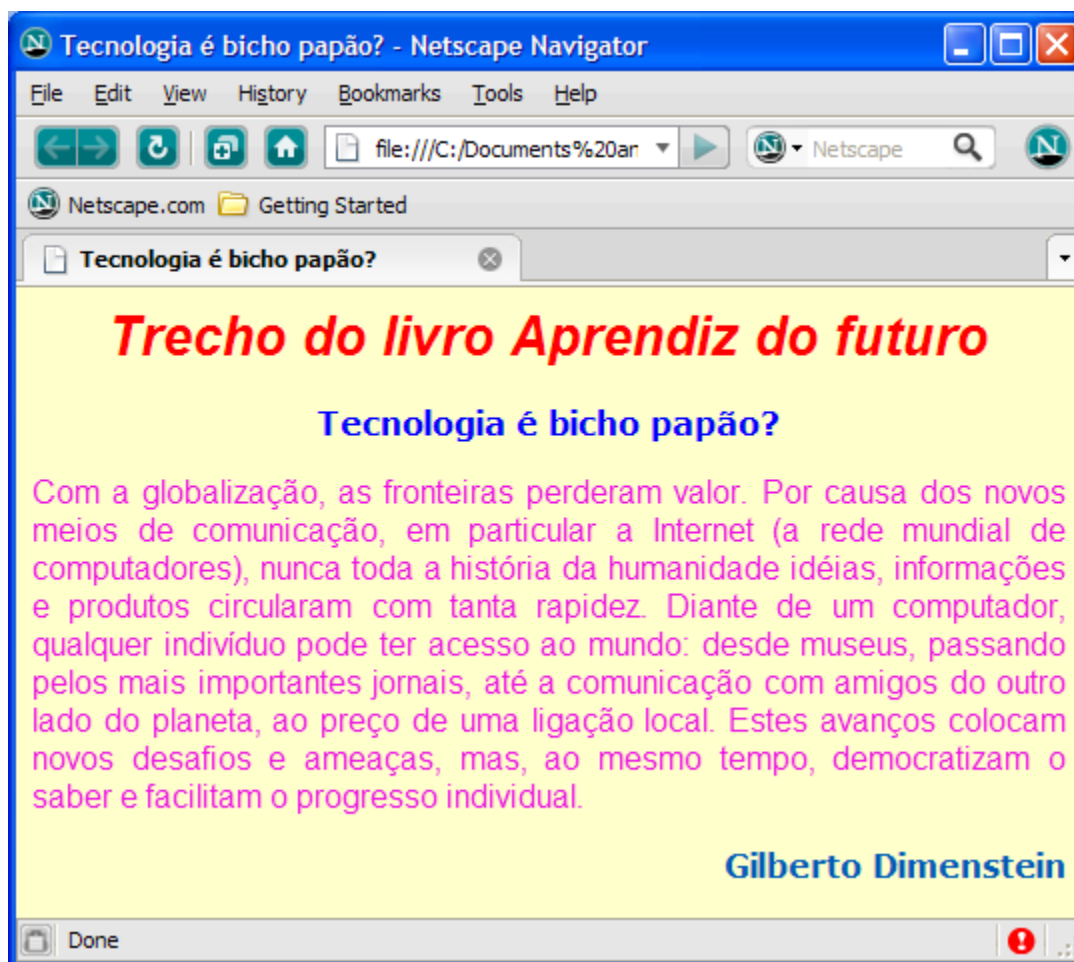 Tecnologia é bicho papão? - Netscape Navigator
File Edit View History Bookmarks Tools Help
file:///C:/Documents%20an Netscape
Netscape.com Getting Started
Tecnologia é bicho papão?
Trecho do livro Aprendiz do futuro
Tecnologia é bicho papão?
Com a globalização, as fronteiras perderam valor. Por causa dos novos
meios de comunicação, em particular a Internet (a rede mundial de
computadores), nunca toda a história da humanidade idéias, informações
e produtos circularam com tanta rapidez. Diante de um computador,
qualquer indivíduo pode ter acesso ao mundo: desde museus, passando
pelos mais importantes jornais, até a comunicação com amigos do outro
lado do planeta, ao preço de uma ligação local. Estes avanços colocam
novos desafios e ameaças, mas, ao mesmo tempo, democratizam o
saber e facilitam o progresso individual.
Gilberto Dimenstein
Done